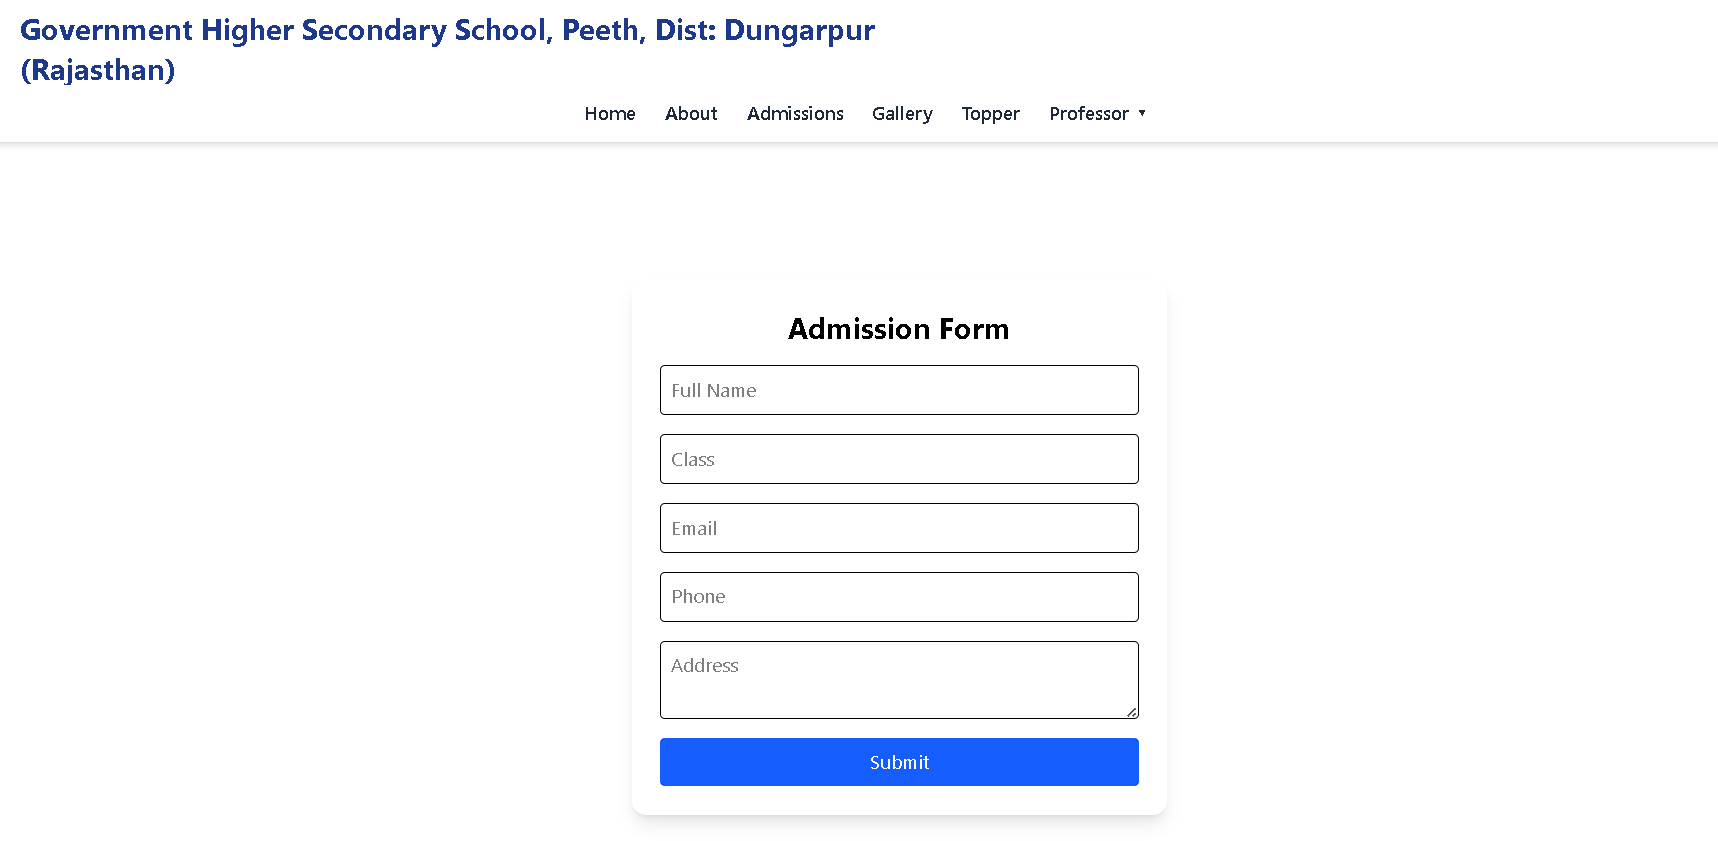 Government Higher Secondary School, Peeth, Dist: Dungarpur
(Rajasthan)
Home About Admissions Gallery Topper Professor ▼
Admission Form
Full Name
Class
Email
Phone
Address
Submit